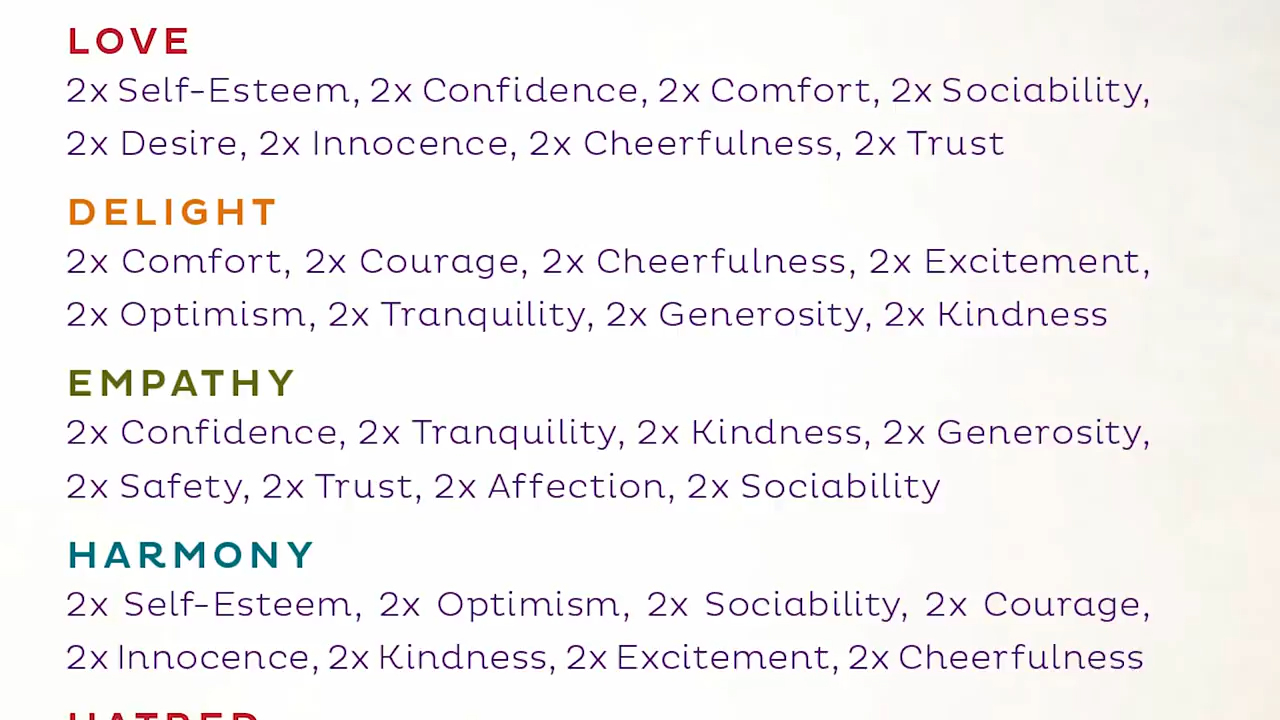 LOVE
2x Self-Esteem, 2x Confidence, 2x Comfort, 2x Sociability,
2x Desire, 2x Innocence, 2x Cheerfulness, 2x Trust
DELIGHT
2x Comfort, 2x Courage, 2x Cheerfulness, 2x Excitement,
2x Optimism, 2x Tranquility, 2x Generosity, 2x Kindness
EMPATHY
2x Confidence, 2x Tranquility, 2x Kindness, 2x Generosity,
2x Safety, 2x Trust, 2x Affection, 2x Sociability
HARMONY
2x Self-Esteem, 2x Optimism, 2x Sociability, 2x Courage,
2x Innocence, 2x Kindness, 2x Excitement, 2x Cheerfulness
HATRED